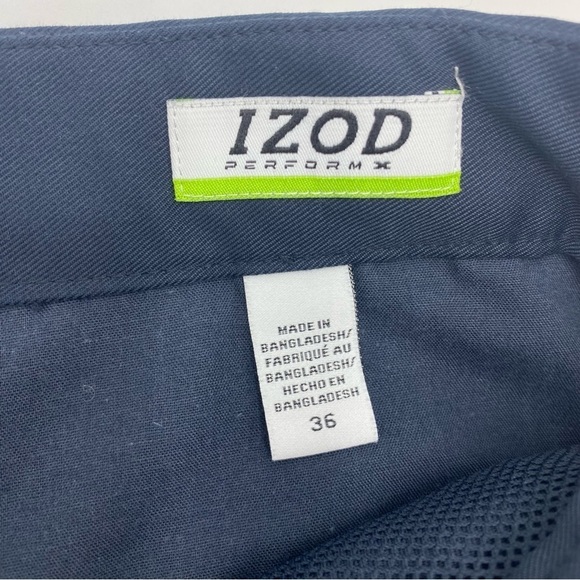 IZOD
PERFORM X
MADE IN
BANGLADESH/
FABRIQUÉ AU
BANGLADESH/
HECHO EN
BANGLADESH
36